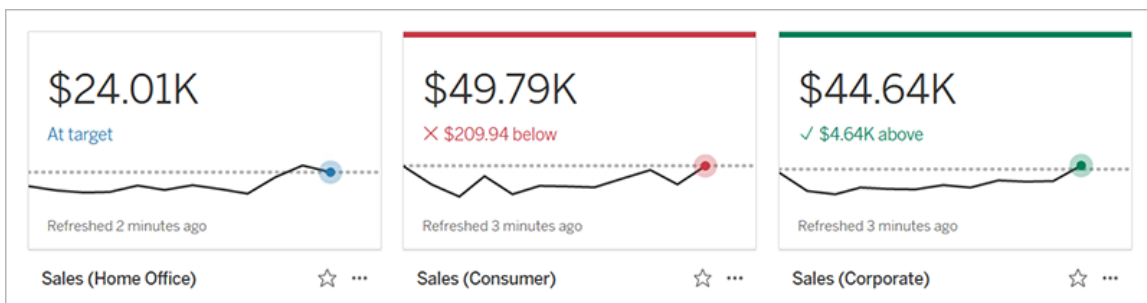 $24.01K
At target
Refreshed 2 minutes ago
Sales (Home Office)
$49.79K
$209.94 below
Refreshed 3 minutes ago
Sales (Consumer)
$44.64K
$4.64K above
Refreshed 3 minutes ago
Sales (Corporate)